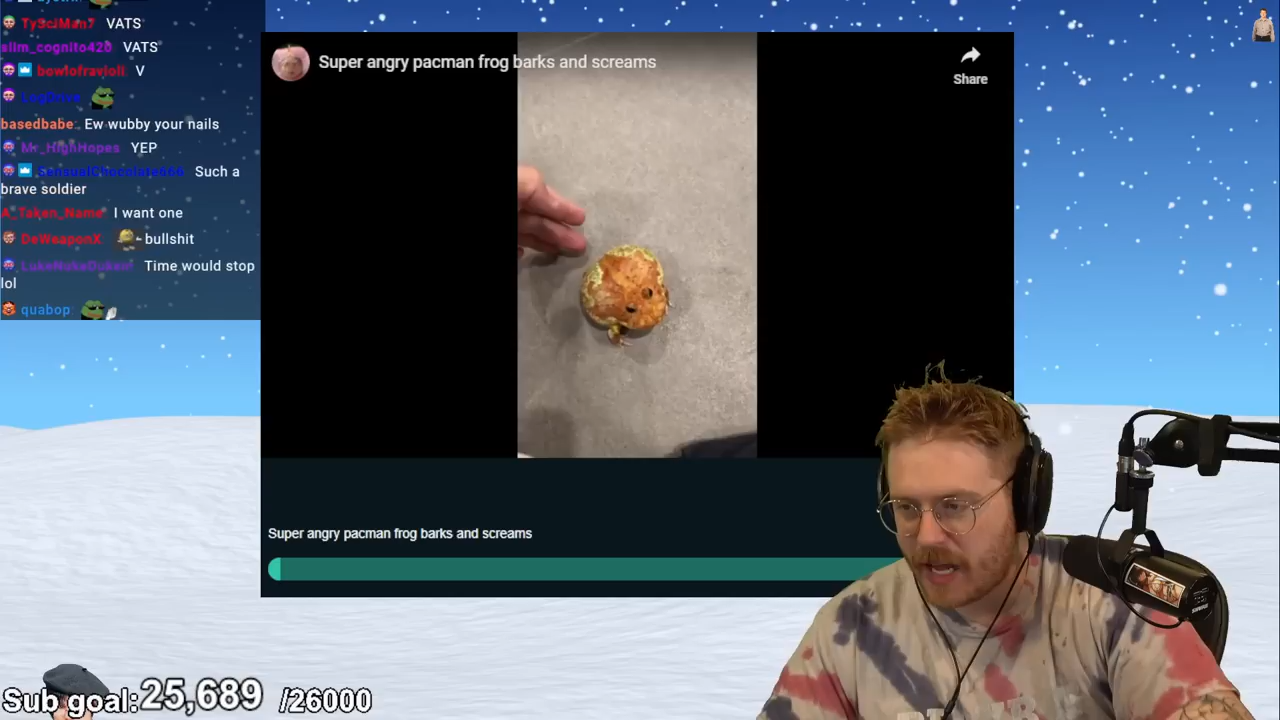 TySciMan7 VATS
slim_cognito420 VATS
bowlofravioli V
basedbabe: Ew wubby your nails
Mr_HighHopes YEP
SensualChocolate666 Such a
brave soldier
A_Taken_Name I want one
DeWeaponX bullshit
Time would stop
lol
quabop:
Super angry pacman frog barks and screams
Share
Super angry pacman frog barks and screams
Sub goal: 25,689 /26000